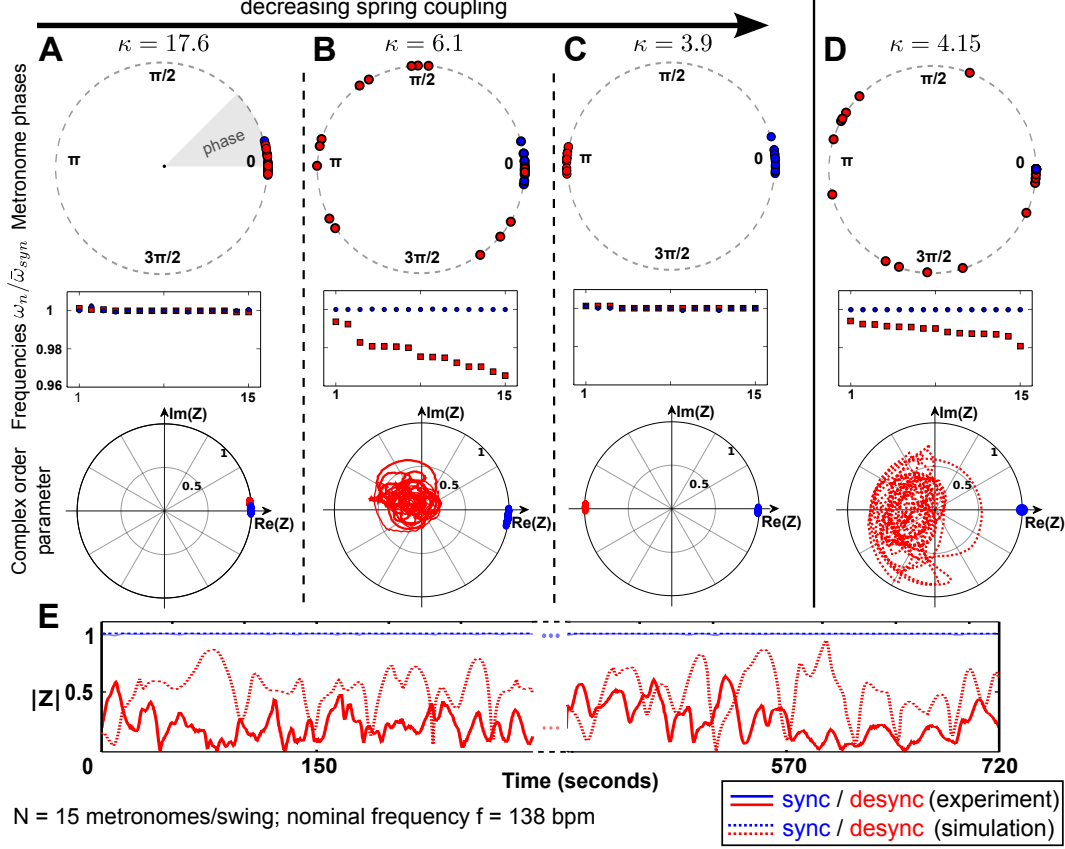 decreasing spring coupling
A κ = 17.6 B κ = 6.1 C κ = 3.9 D κ = 4.15
Metronome phases
π/2 π/2 π/2 π/2
phase
π 0 π 0 π 0 π 0
3π/2 3π/2 3π/2 3π/2
Frequencies ωn/ω̄syn
1
0.98
0.96
1 15 1 15 1 15 1 15
Complex order
parameter
Im(Z) Im(Z) Im(Z) Im(Z)
1 1 1 1
0.5 0.5 0.5 0.5
Re(Z) Re(Z) Re(Z) Re(Z)
E
1
|Z| 0.5
0 150 570 720
Time (seconds)
N = 15 metronomes/swing; nominal frequency f = 138 bpm
sync / desync (experiment)
sync / desync (simulation)